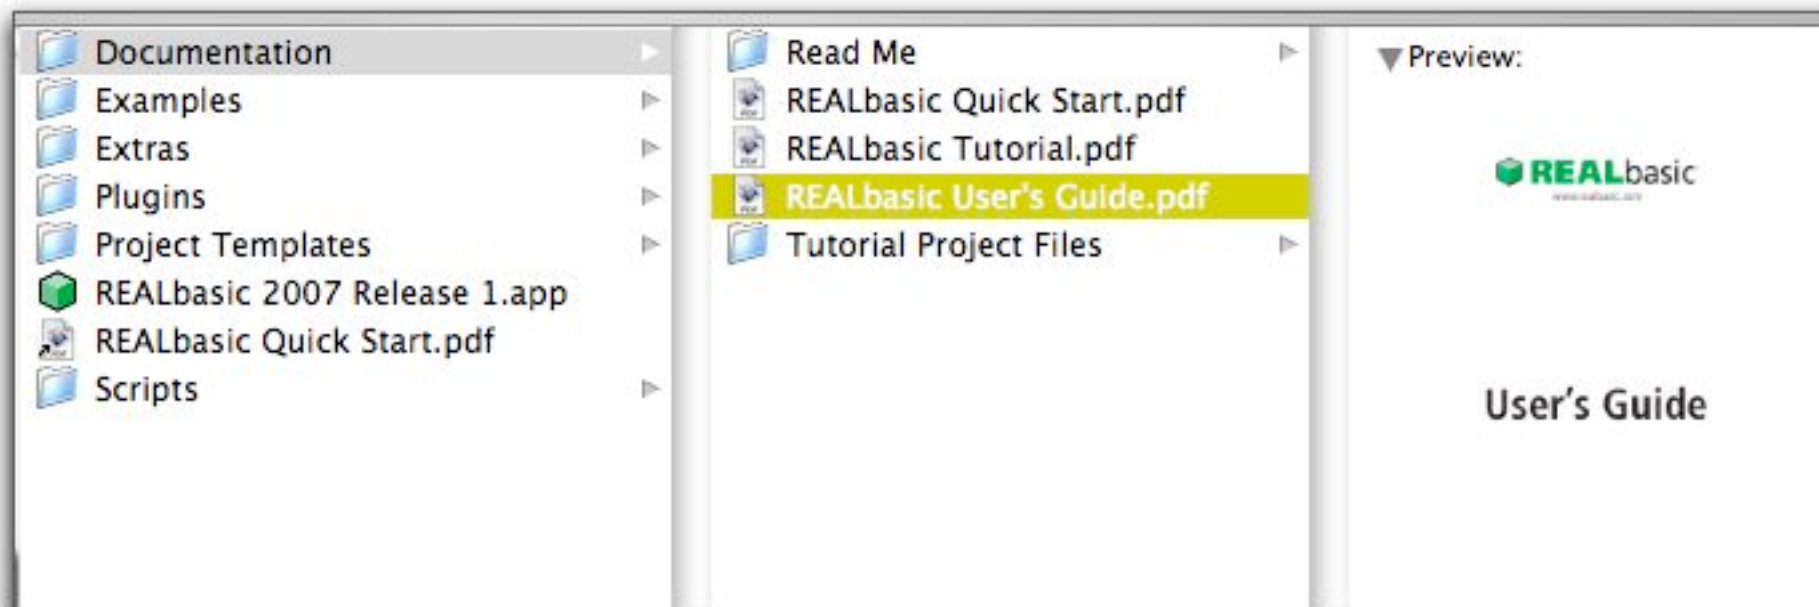 Documentation
Examples
Extras
Plugins
Project Templates
REALbasic 2007 Release 1.app
REALbasic Quick Start.pdf
Scripts
Read Me
REALbasic Quick Start.pdf
REALbasic Tutorial.pdf
REALbasic User's Guide.pdf
Tutorial Project Files
Preview:
REALbasic
User's Guide